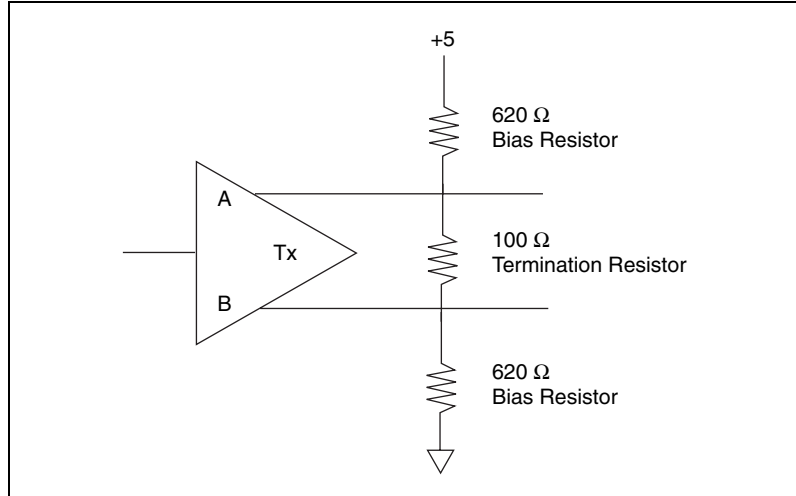 +5
620 Ω
Bias Resistor
A
100 Ω
Termination Resistor
Tx
B
620 Ω
Bias Resistor